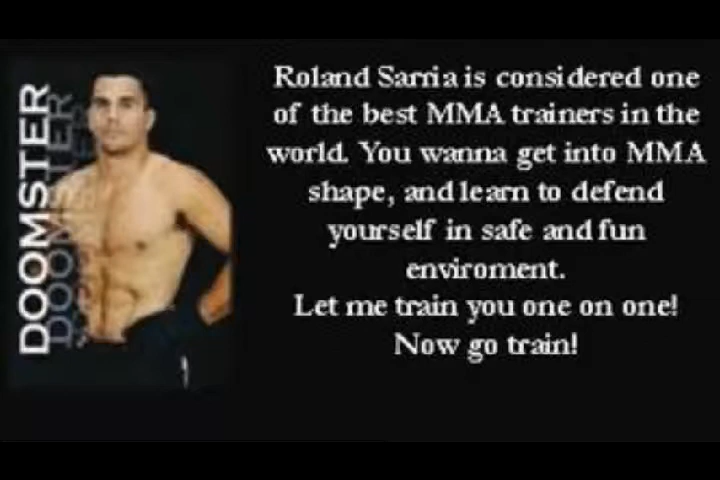 DOOMSTER
DOOMSTER
Roland Sarria is considered one
of the best MMA trainers in the
world. You wanna get into MMA
shape, and learn to defend
yourself in safe and fun
enviroment.
Let me train you one on one!
Now go train!